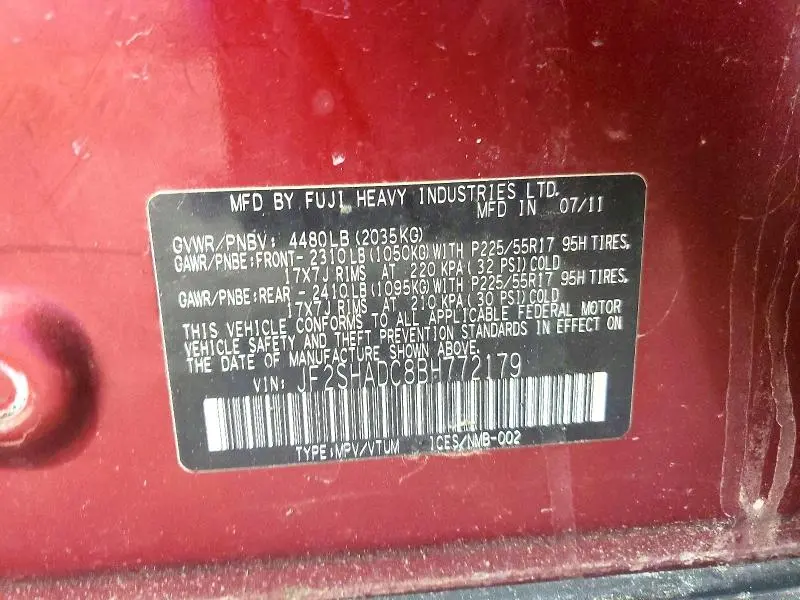 MFD BY FUJI HEAVY INDUSTRIES LTD.
MFD IN 07/11
GVWR/PNBV: 4480LB(2035KG)
GAWR/PNBE:FRONT- 2310LB(1050KG)WITH P225/55R17 95H TIRES,
17X7J RIMS AT 220 KPA(32 PSI)COLD
GAWR/PNBE:REAR - 2410LB(1095KG)WITH P225/55R17 95H TIRES,
17X7J RIMS AT 210 KPA(30 PSI)COLD
THIS VEHICLE CONFORMS TO ALL APPLICABLE FEDERAL MOTOR
VEHICLE SAFETY AND THEFT PREVENTION STANDARDS IN EFFECT ON
THE DATE OF MANUFACTURE SHOWN ABOVE.
VIN: JF2SHADC8BH772179
TYPE:MPV/VTUM ICES/NMB-002